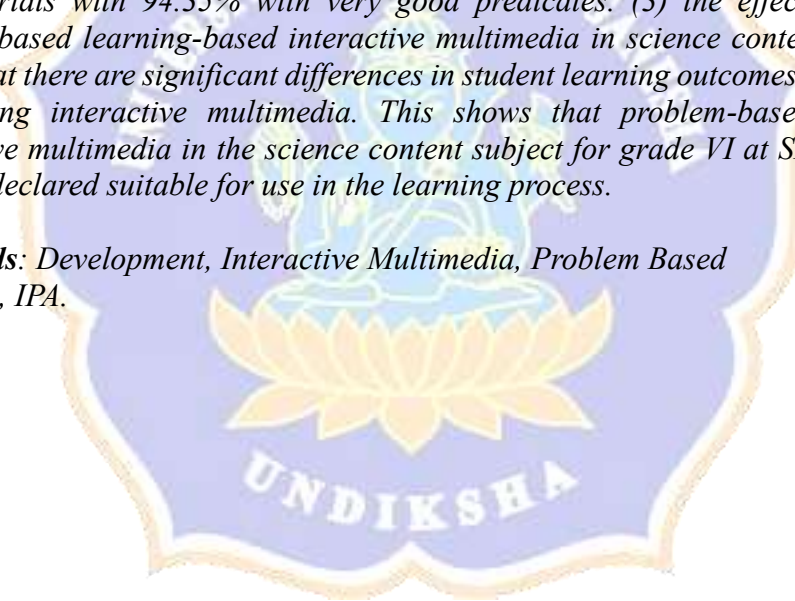 rials with 94.35% with very good predicates. (3) the effec
based learning-based interactive multimedia in science conte
at there are significant differences in student learning outcomes
ng interactive multimedia. This shows that problem-base
ve multimedia in the science content subject for grade VI at S
declared suitable for use in the learning process.
ds: Development, Interactive Multimedia, Problem Based
, IPA.
UNDIKSHA